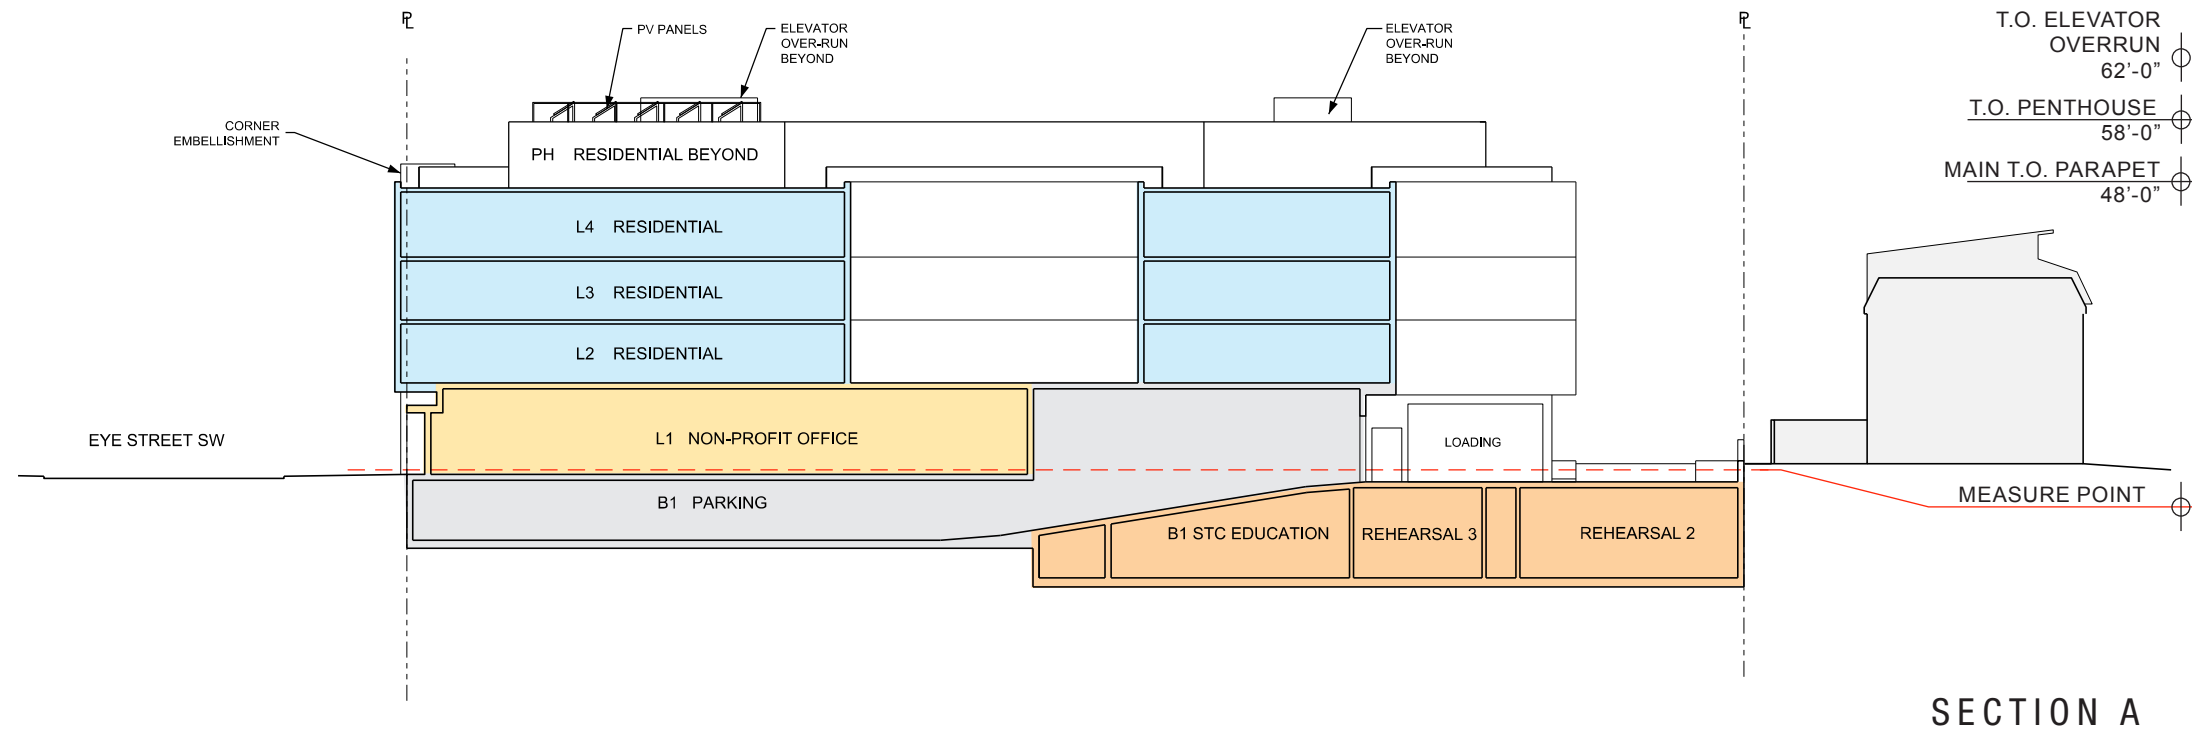 ℄
℄
T.O. ELEVATOR
OVERRUN
62’-0”
T.O. PENTHOUSE
58’-0”
MAIN T.O. PARAPET
48’-0”
PV PANELS
ELEVATOR
OVER-RUN
BEYOND
ELEVATOR
OVER-RUN
BEYOND
CORNER
EMBELLISHMENT
PH RESIDENTIAL BEYOND
L4 RESIDENTIAL
L3 RESIDENTIAL
L2 RESIDENTIAL
EYE STREET SW
L1 NON-PROFIT OFFICE
LOADING
B1 PARKING
MEASURE POINT
B1 STC EDUCATION
REHEARSAL 3
REHEARSAL 2
SECTION A